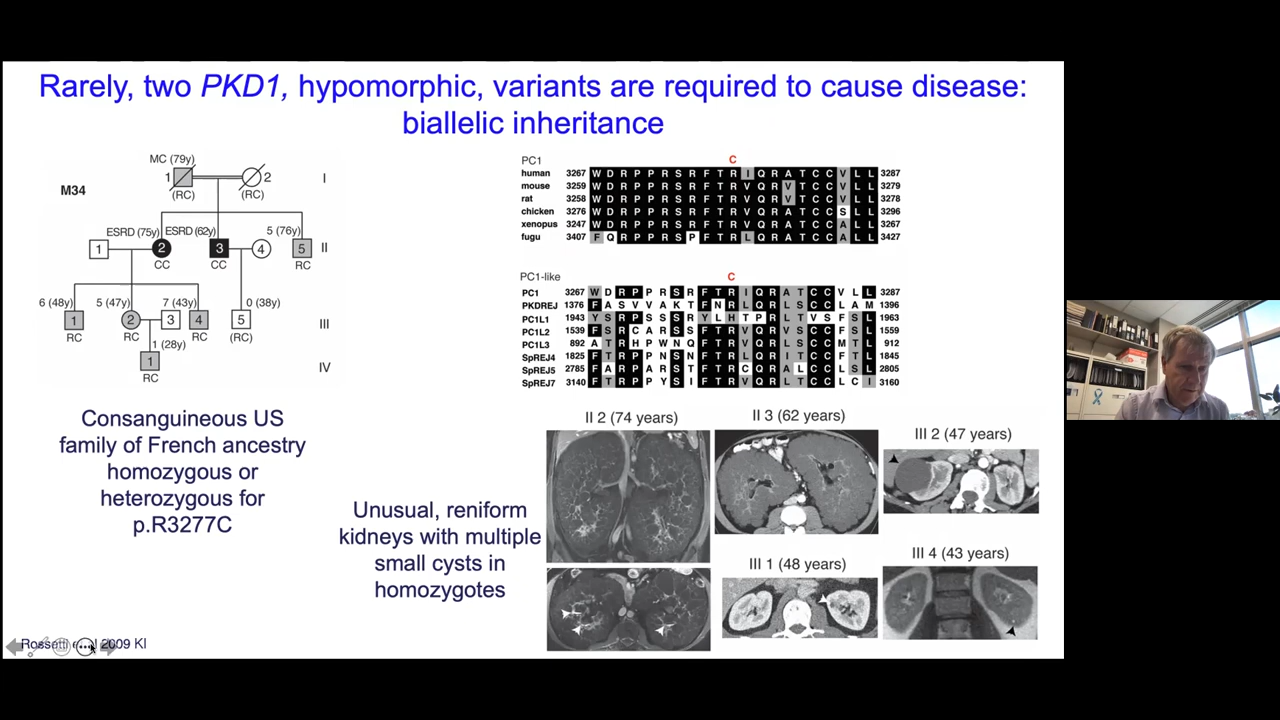 Rarely, two PKD1, hypomorphic, variants are required to cause disease:
biallelic inheritance
M34
MC (79y)
1 2 I
(RC) (RC)
ESRD (75y) ESRD (62y) 5 (76y)
1 2 3 4 5 II
CC CC RC
6 (48y) 5 (47y) 7 (43y) 0 (38y)
1 2 3 4 5 III
RC RC RC (RC)
1 (28y)
1 IV
RC
Consanguineous US
family of French ancestry
homozygous or
heterozygous for
p.R3277C
PC1 C
human 3267 W D R P P R S R F T R I Q R A T C C V L L 3287
mouse 3259 W D R P P R S R F T R V Q R V T C C V L L 3279
rat 3258 W D R P P R S R F T R V Q R V T C C V L L 3278
chicken 3276 W D R P P R S R F T R V Q R A T C C S L L 3296
xenopus 3247 W D R P P R S R F T R V Q R A T C C A L L 3267
fugu 3407 F Q R P P R S P F T R L Q R A T C C A L L 3427
PC1-like C
PC1 3267 W D R P P R S R F T R I Q R A T C C V L L 3287
PKDREJ 1376 F A S V V A K T F N R L Q R L S C C L A M 1396
PC1L1 1943 Y S R P S S S R Y L H T P R L T V S F S L 1963
PC1L2 1539 F S R C A R S S F T R V Q R V S C C F S L 1559
PC1L3 892 A T R H P W N Q F T R V Q R L S C C M T L 912
SpREJ4 1825 F T R P P N S N F T R L Q R I T C C F T L 1845
SpREJ5 2785 F A R P A R S T F T R C Q R A L C C L S L 2805
SpREJ7 3140 F T R P P Y S I F T R V Q R L T C C L C I 3160
Unusual, reniform
kidneys with multiple
small cysts in
homozygotes
II 2 (74 years)
II 3 (62 years)
III 2 (47 years)
III 1 (48 years)
III 4 (43 years)
2009 KI